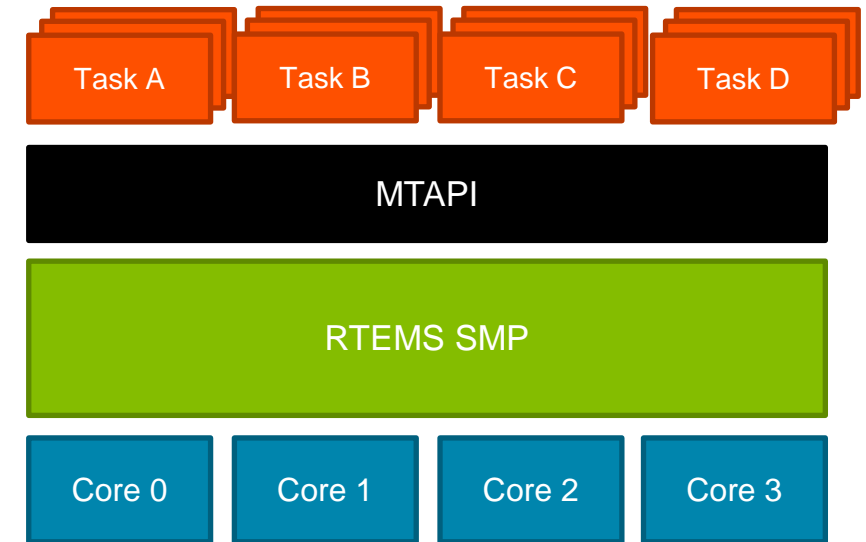 Task A
Task B
Task C
Task D
MTAPI
RTEMS SMP
Core 0
Core 1
Core 2
Core 3